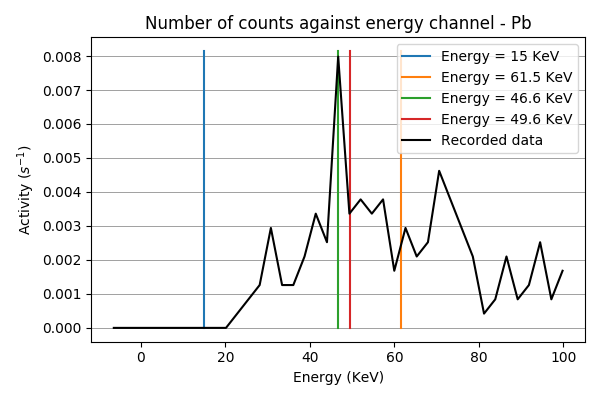 Number of counts against energy channel - Pb
Energy = 15 KeV
Energy = 61.5 KeV
Energy = 46.6 KeV
Energy = 49.6 KeV
Recorded data
Activity (s⁻¹)
0.008
0.007
0.006
0.005
0.004
0.003
0.002
0.001
0.000
0 20 40 60 80 100
Energy (KeV)